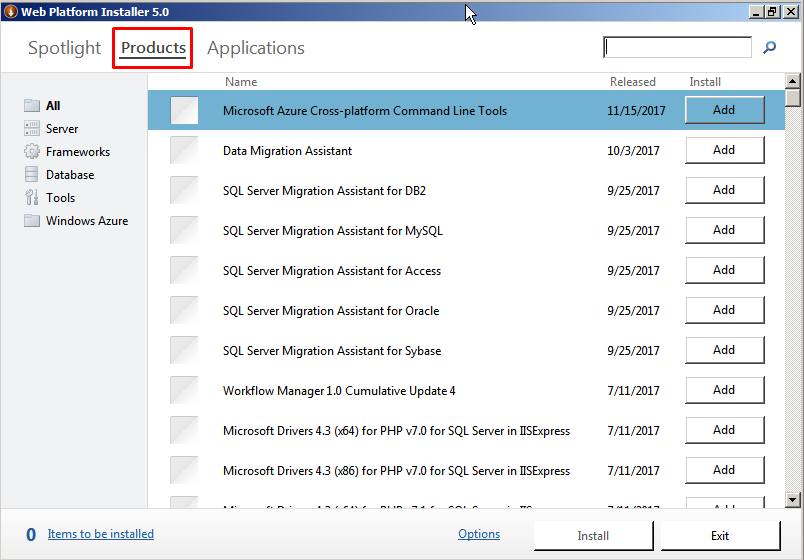 Web Platform Installer 5.0
Spotlight Products Applications
Name Released Install
All
Server
Frameworks
Database
Tools
Windows Azure
Microsoft Azure Cross-platform Command Line Tools 11/15/2017 Add
Data Migration Assistant 10/3/2017 Add
SQL Server Migration Assistant for DB2 9/25/2017 Add
SQL Server Migration Assistant for MySQL 9/25/2017 Add
SQL Server Migration Assistant for Access 9/25/2017 Add
SQL Server Migration Assistant for Oracle 9/25/2017 Add
SQL Server Migration Assistant for Sybase 9/25/2017 Add
Workflow Manager 1.0 Cumulative Update 4 7/11/2017 Add
Microsoft Drivers 4.3 (x64) for PHP v7.0 for SQL Server in IISExpress 7/11/2017 Add
Microsoft Drivers 4.3 (x86) for PHP v7.0 for SQL Server in IISExpress 7/11/2017 Add
0 Items to be installed Options Install Exit